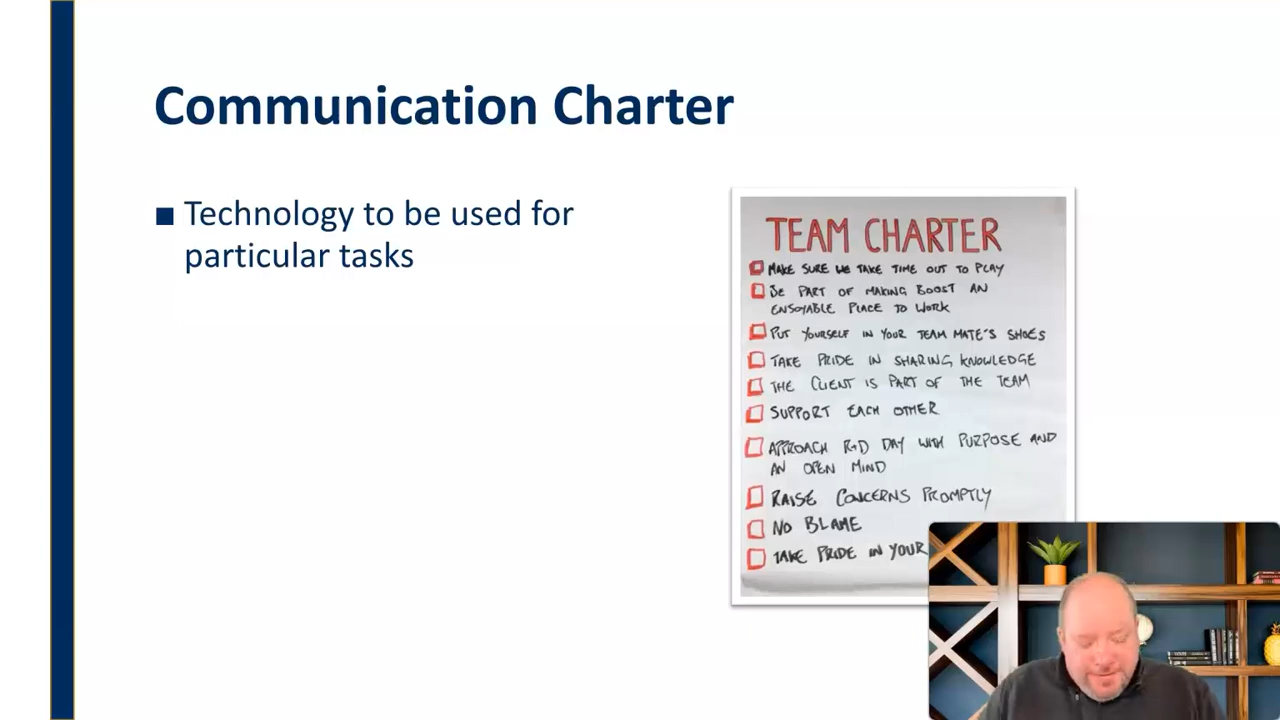 Communication Charter
■ Technology to be used for
particular tasks
TEAM CHARTER
MAKE SURE WE TAKE TIME OUT TO PLAY
BE PART OF MAKING BOOST AN
ENJOYABLE PLACE TO WORK
PUT YOURSELF IN YOUR TEAM MATE'S SHOES
TAKE PRIDE IN SHARING KNOWLEDGE
THE CLIENT IS PART OF THE TEAM
SUPPORT EACH OTHER
APPROACH R+D DAY WITH PURPOSE AND
AN OPEN MIND
RAISE CONCERNS PROMPTLY
NO BLAME
TAKE PRIDE IN YOUR